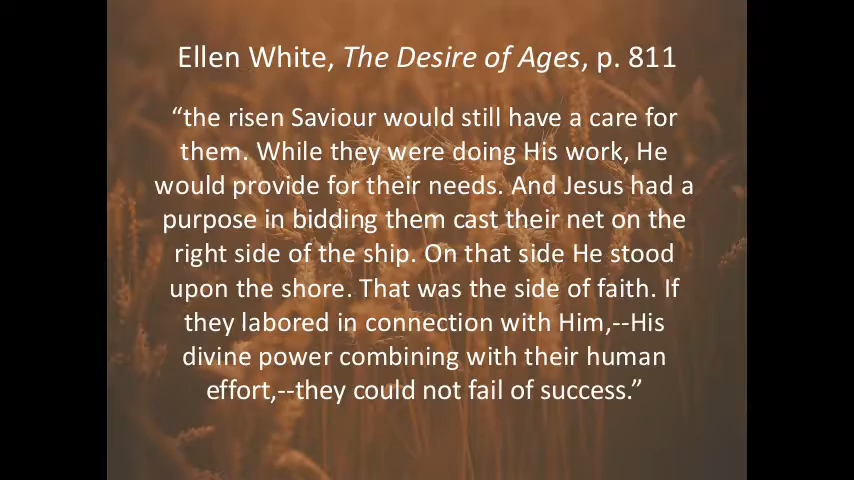 Ellen White, The Desire of Ages, p. 811
“the risen Saviour would still have a care for
them. While they were doing His work, He
would provide for their needs. And Jesus had a
purpose in bidding them cast their net on the
right side of the ship. On that side He stood
upon the shore. That was the side of faith. If
they labored in connection with Him,--His
divine power combining with their human
effort,--they could not fail of success.”